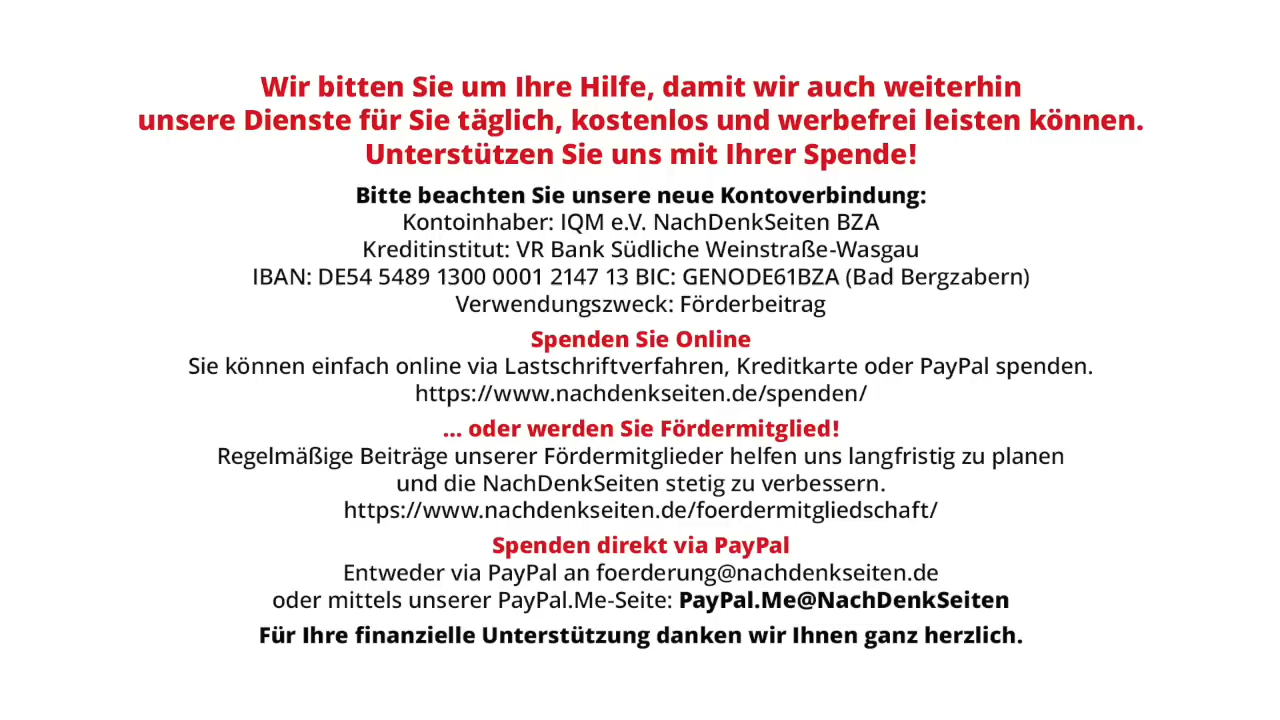 Wir bitten Sie um Ihre Hilfe, damit wir auch weiterhin
unsere Dienste für Sie täglich, kostenlos und werbefrei leisten können.
Unterstützen Sie uns mit Ihrer Spende!
Bitte beachten Sie unsere neue Kontoverbindung:
Kontoinhaber: IQM e.V. NachDenkSeiten BZA
Kreditinstitut: VR Bank Südliche Weinstraße-Wasgau
IBAN: DE54 5489 1300 0001 2147 13 BIC: GENODE61BZA (Bad Bergzabern)
Verwendungszweck: Förderbeitrag
Spenden Sie Online
Sie können einfach online via Lastschriftverfahren, Kreditkarte oder PayPal spenden.
https://www.nachdenkseiten.de/spenden/
... oder werden Sie Fördermitglied!
Regelmäßige Beiträge unserer Fördermitglieder helfen uns langfristig zu planen
und die NachDenkSeiten stetig zu verbessern.
https://www.nachdenkseiten.de/foerdermitgliedschaft/
Spenden direkt via PayPal
Entweder via PayPal an foerderung@nachdenkseiten.de
oder mittels unserer PayPal.Me-Seite: PayPal.Me@NachDenkSeiten
Für Ihre finanzielle Unterstützung danken wir Ihnen ganz herzlich.